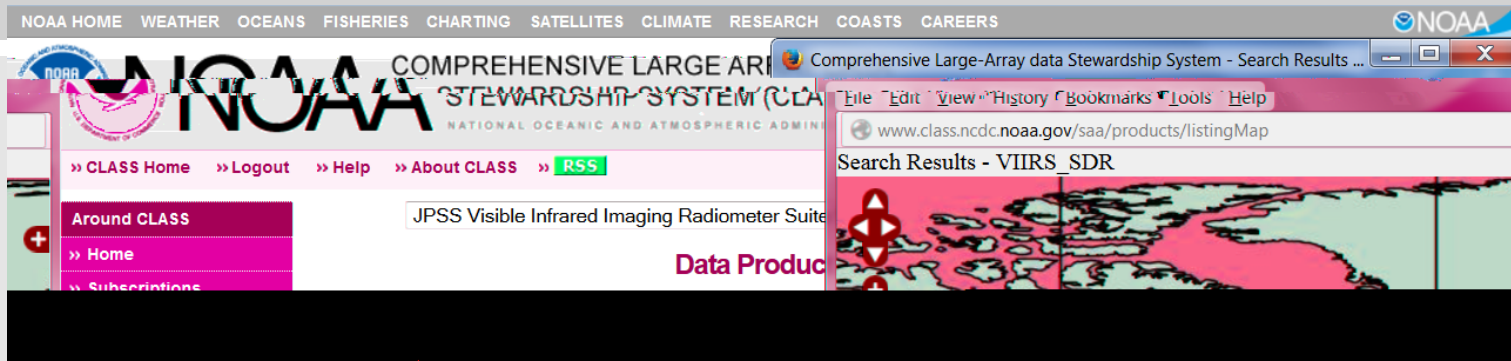 NOAA HOME WEATHER OCEANS FISHERIES CHARTING SATELLITES CLIMATE RESEARCH COASTS CAREERS
NOAA
NOAA
NOAA
COMPREHENSIVE LARGE
STEWARDSHIP SYSTEM (CLA
NATIONAL OCEANIC AND ATMOSPHERIC ADMINI
Comprehensive Large-Array data Stewardship System - Search Results ...
File Edit View History Bookmarks Tools Help
www.class.ncdc.noaa.gov/saa/products/listingMap
Search Results - VIIRS_SDR
» CLASS Home » Logout » Help » About CLASS » RSS
Around CLASS
» Home
» Subscriptions
JPSS Visible Infrared Imaging Radiometer Suite
Data Produc